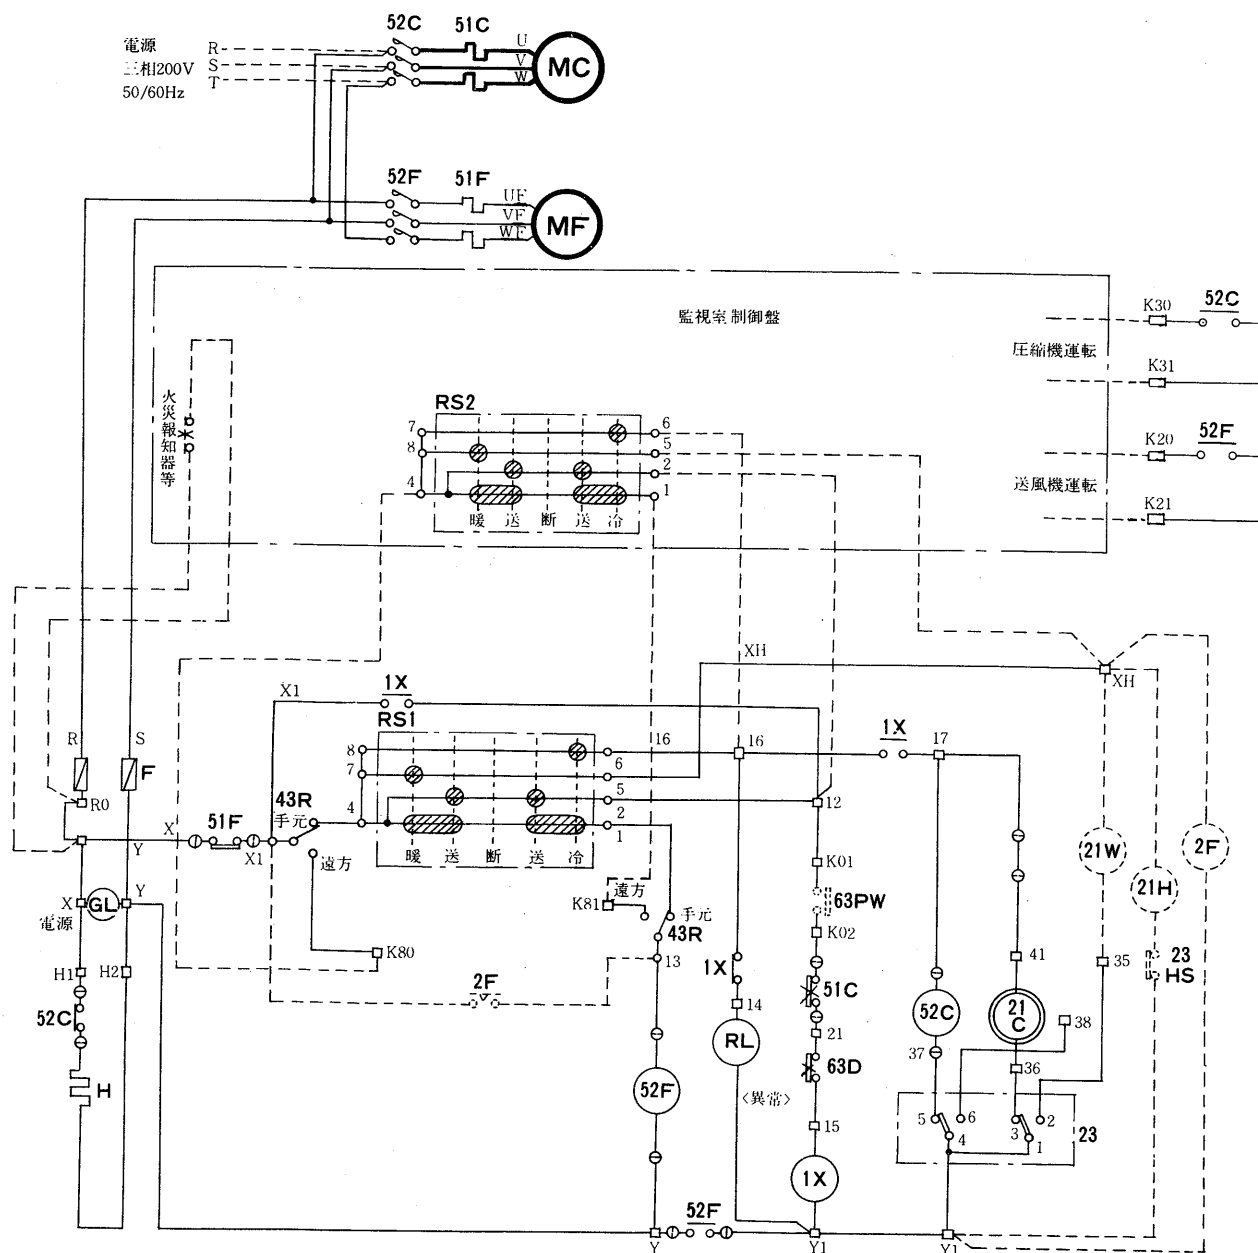 52C 51C
電源
三相200V
50/60Hz
R
S
T
U
V
W
MC
52F 51F
UF
VF
WF
MF
監視室 制御盤
K30 52C
圧縮機運転
K31
K20 52F
送風機運転
K21
火災報知器等
RS2
7
8
4
6
5
2
1
暖 送 断 送 冷
XH
XH
X1
1X
RS1
8
7
4
16
6
5
2
1
暖 送 断 送 冷
16
1X
17
12
R S
F
R0
X
51F
X1
Y
43R
手元
遠方
X
GL
Y
電源
K80
K81
遠方
手元
43R
13
2F
H1 H2
52C
H
K01
63PW
K02
51C
21
63D
15
1X
1X
14
RL
〈異常〉
52F
52C
37
41
21C
38
36
21W
35
21H
23HS
2F
5
6
4
3
2
1
23
Y
52F
Y1
Y1